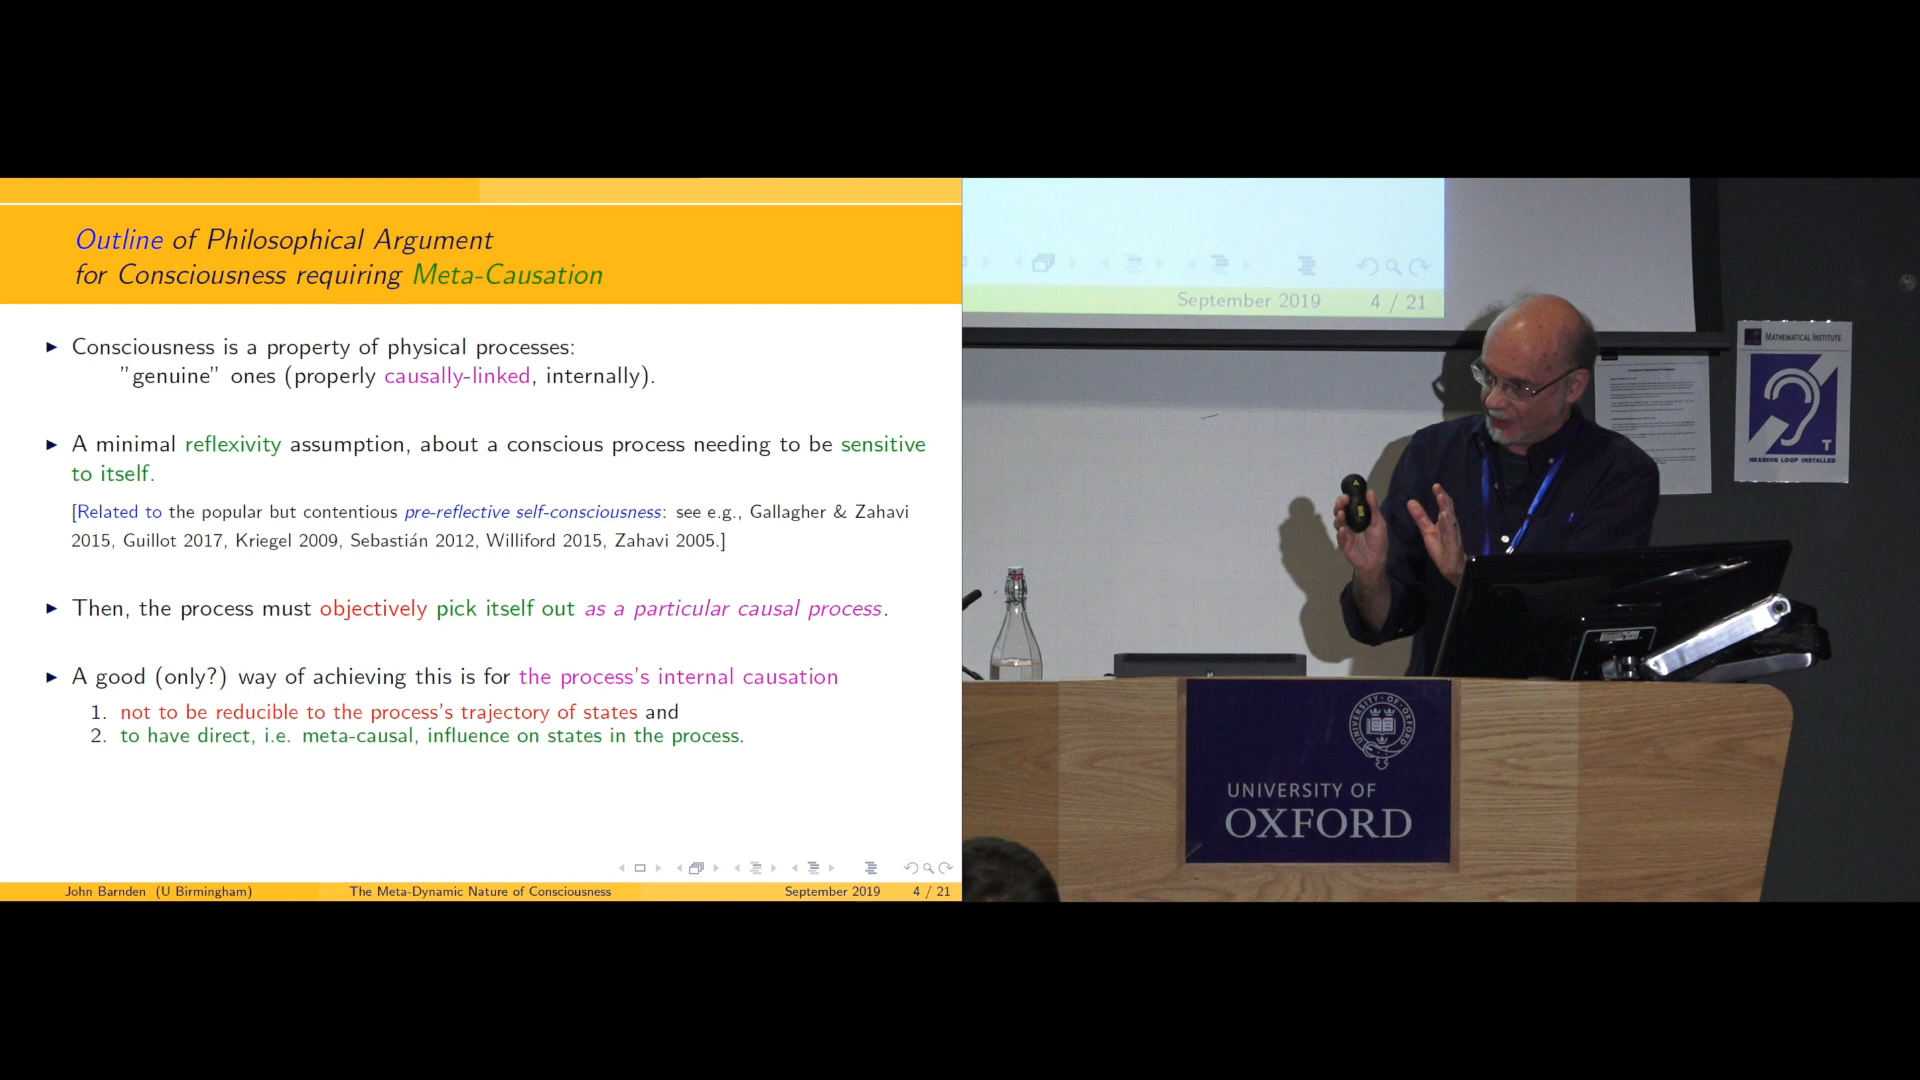 Outline of Philosophical Argument
for Consciousness requiring Meta-Causation
▶ Consciousness is a property of physical processes:
"genuine" ones (properly causally-linked, internally).
▶ A minimal reflexivity assumption, about a conscious process needing to be sensitive
to itself.
[Related to the popular but contentious pre-reflective self-consciousness: see e.g., Gallagher & Zahavi
2015, Guillot 2017, Kriegel 2009, Sebastián 2012, Williford 2015, Zahavi 2005.]
▶ Then, the process must objectively pick itself out as a particular causal process.
▶ A good (only?) way of achieving this is for the process's internal causation
1. not to be reducible to the process's trajectory of states and
2. to have direct, i.e. meta-causal, influence on states in the process.
John Barnden (U Birmingham) The Meta-Dynamic Nature of Consciousness September 2019 4 / 21
September 2019 4 / 21
MATHEMATICAL INSTITUTE
T
HEARING LOOP INSTALLED
UNIVERSITY OF
OXFORD